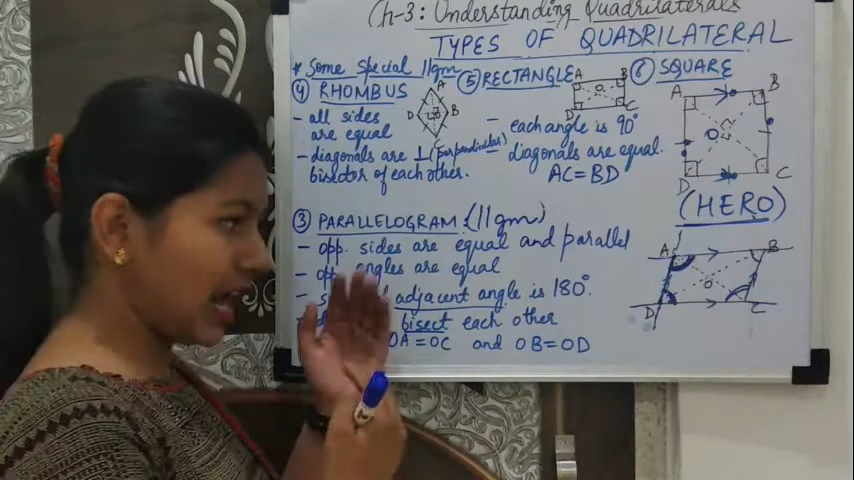 Ch-3: Understanding Quadrilaterals
TYPES OF QUADRILATERAL
* Some special 11gm
④ RHOMBUS
- all sides
are equal
- diagonals are ⊥ (perpendicular)
bisector of each other.
A
B
C
D
⑤ RECTANGLE
A
B
C
D
O
- each angle is 90°
- diagonals are equal.
AC = BD
⑥ SQUARE
A
B
C
D
O
(HERO)
③ PARALLELOGRAM: (11gm)
- opp. sides are equal and parallel
- opp. angles are equal
- adjacent angle is 180°.
bisect each other
OA = OC and OB = OD
A
B
C
D
O